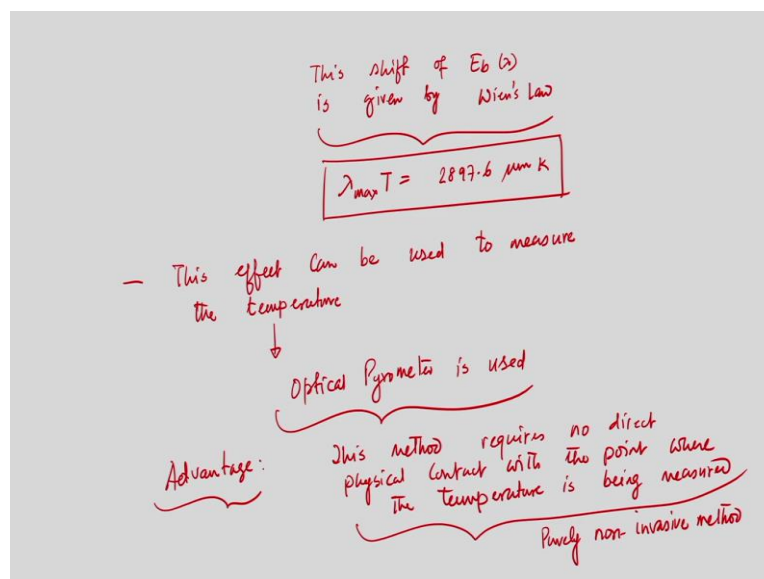 This shift of Eb(λ)
is given by Wien's Law
λmax T = 2897.6 μm K
— This effect can be used to measure
the temperature
↓
Optical Pyrometer is used
Advantage:
This method requires no direct
physical contact with the point where
the temperature is being measured
Purely non-invasive method